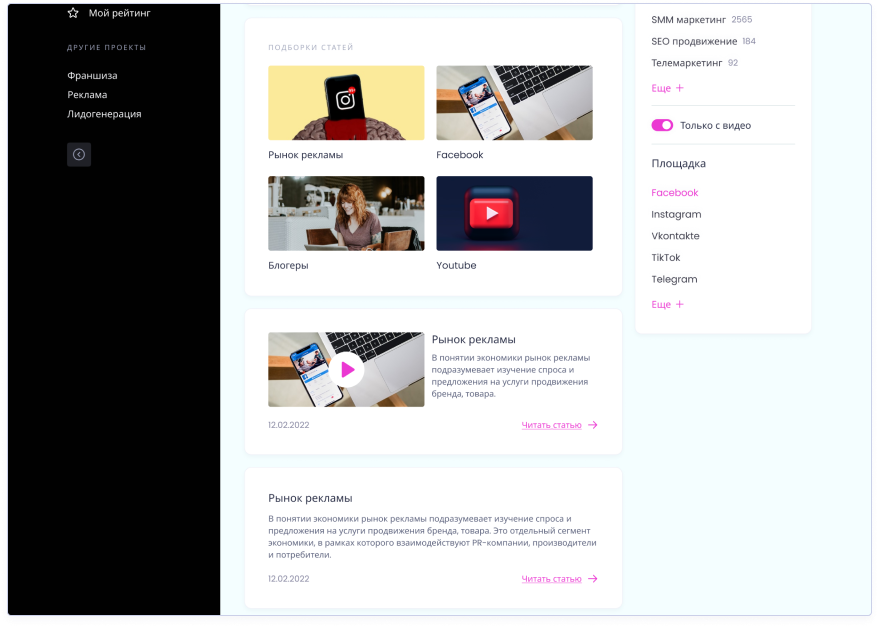 Мой рейтинг
ДРУГИЕ ПРОЕКТЫ
Франшиза
Реклама
Лидогенерация
ПОДБОРКИ СТАТЕЙ
Рынок рекламы
Facebook
Блогеры
Youtube
Рынок рекламы
В понятии экономики рынок рекламы
подразумевает изучение спроса и
предложения на услуги продвижения
бренда, товара.
12.02.2022
Читать статью
Рынок рекламы
В понятии экономики рынок рекламы подразумевает изучение спроса и
предложения на услуги продвижения бренда, товара. Это отдельный сегмент
экономики, в рамках которого взаимодействуют PR-компании, производители
и потребители.
12.02.2022
Читать статью
SMM маркетинг 2565
SEO продвижение 184
Телемаркетинг 92
Еще +
Только с видео
Площадка
Facebook
Instagram
Vkontakte
TikTok
Telegram
Еще +